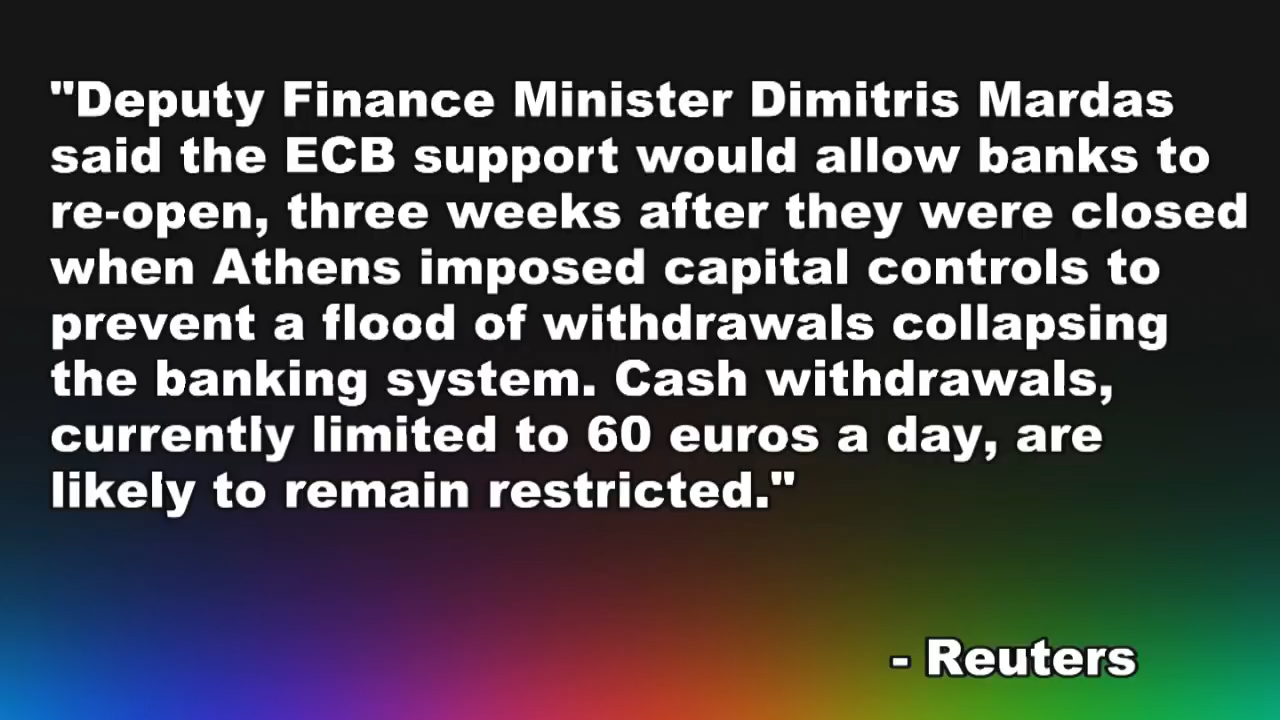 "Deputy Finance Minister Dimitris Mardas
said the ECB support would allow banks to
re-open, three weeks after they were closed
when Athens imposed capital controls to
prevent a flood of withdrawals collapsing
the banking system. Cash withdrawals,
currently limited to 60 euros a day, are
likely to remain restricted."
- Reuters